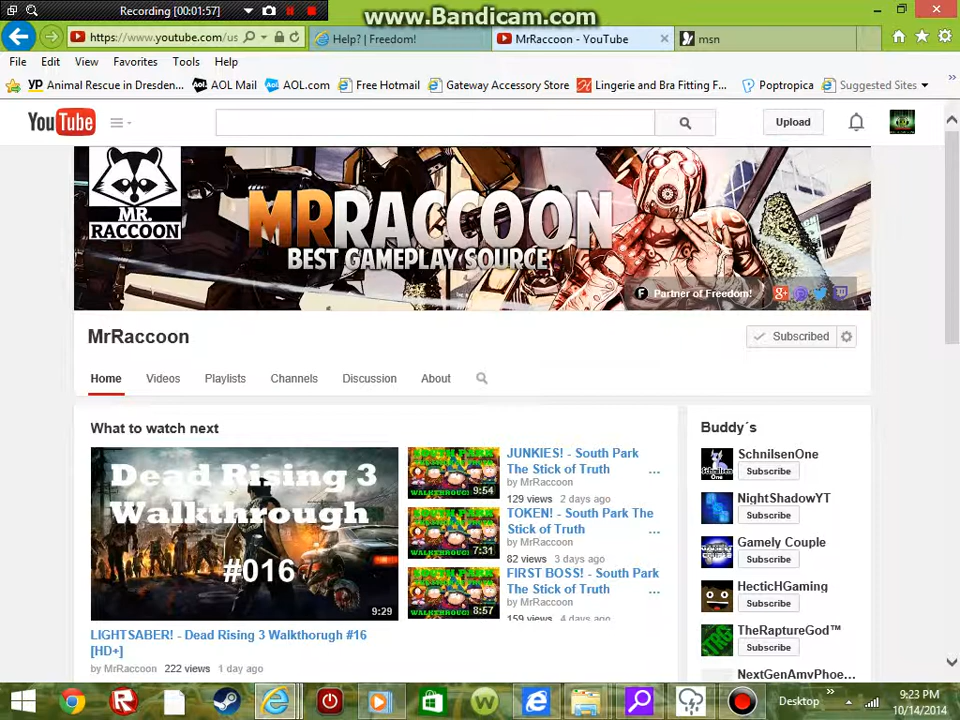 Recording [00:01:57]
www.Bandicam.com
https://www.youtube.com/us
Help? | Freedom!
MrRaccoon - YouTube
msn
File Edit View Favorites Tools Help
Animal Rescue in Dresden...
AOL Mail
AOL.com
Free Hotmail
Gateway Accessory Store
Lingerie and Bra Fitting F...
Poptropica
Suggested Sites
YouTube
Upload
MR.
RACCOON
MRRACCOON
BEST GAMEPLAY SOURCE
Partner of Freedom!
MrRaccoon
Subscribed
Home Videos Playlists Channels Discussion About
What to watch next
Dead Rising 3
Walkthrough
#016
9:29
LIGHTSABER! - Dead Rising 3 Walkthorugh #16
[HD+]
by MrRaccoon 222 views 1 day ago
9:54
JUNKIES! - South Park
The Stick of Truth
by MrRaccoon
129 views 2 days ago
7:31
TOKEN! - South Park The
Stick of Truth
by MrRaccoon
82 views 3 days ago
8:57
FIRST BOSS! - South Park
The Stick of Truth
by MrRaccoon
159 views 4 days ago
Buddy´s
SchnilsenOne
Subscribe
NightShadowYT
Subscribe
Gamely Couple
Subscribe
HecticHGaming
Subscribe
TheRaptureGod™
Subscribe
NextGenAmvPhoe...
Desktop
9:23 PM
10/14/2014